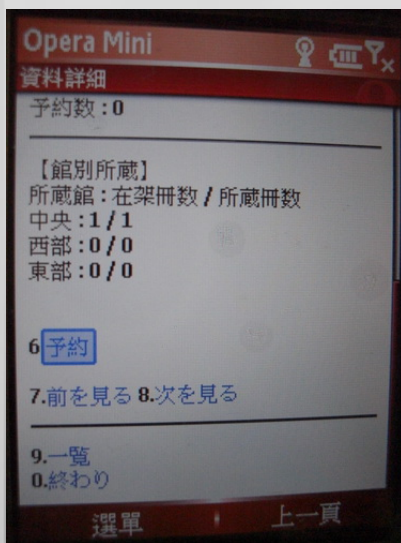 Opera Mini
資料詳細
予約数:0
【館別所蔵】
所蔵館:在架冊数/所蔵冊数
中央:1/1
西部:0/0
東部:0/0
6 予約
7.前を見る 8.次を見る
9.一覧
0.終わり
選單 上一頁